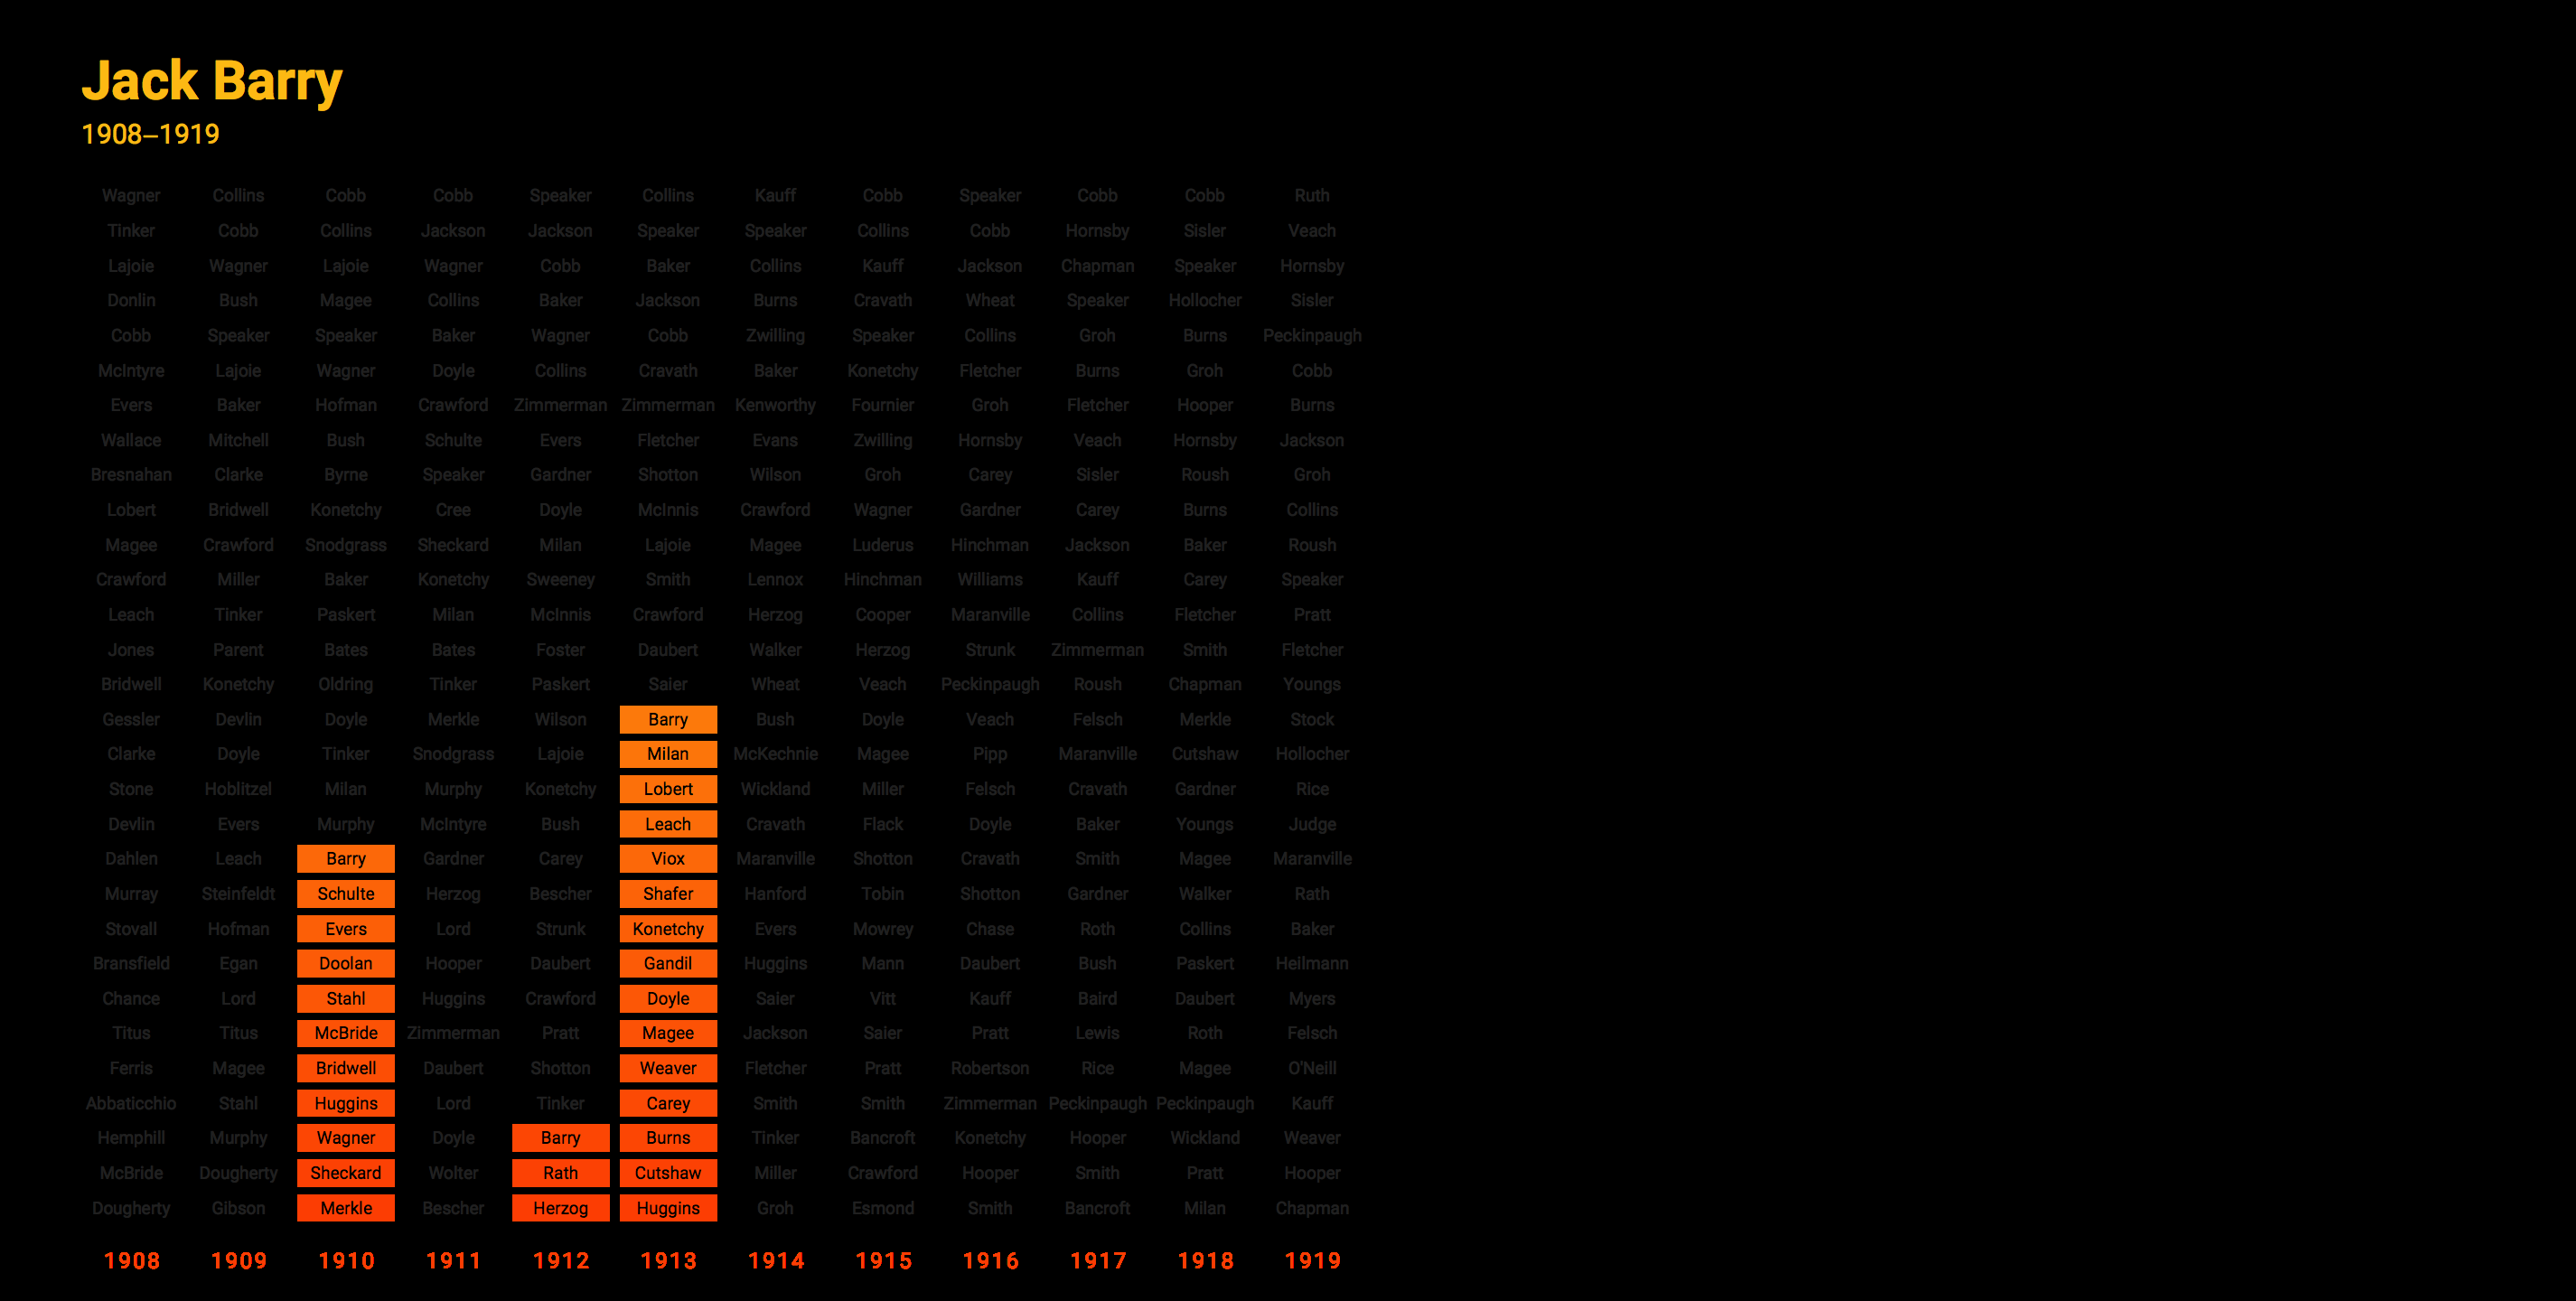 Jack Barry
1908–1919
Wagner Collins Cobb Cobb Speaker Collins Kauff Cobb Speaker Cobb Cobb Ruth
Tinker Cobb Collins Jackson Jackson Speaker Speaker Collins Cobb Hornsby Sisler Veach
Lajoie Wagner Lajoie Wagner Cobb Baker Collins Kauff Jackson Chapman Speaker Hornsby
Donlin Bush Magee Collins Baker Jackson Burns Cravath Wheat Speaker Hollocher Sisler
Cobb Speaker Speaker Baker Wagner Cobb Zwilling Speaker Collins Groh Burns Peckinpaugh
McIntyre Lajoie Wagner Doyle Collins Cravath Baker Konetchy Fletcher Burns Groh Cobb
Evers Baker Hofman Crawford Zimmerman Zimmerman Kenworthy Fournier Groh Fletcher Hooper Burns
Wallace Mitchell Bush Schulte Evers Fletcher Evans Zwilling Hornsby Veach Hornsby Jackson
Bresnahan Clarke Byrne Speaker Gardner Shotton Wilson Groh Carey Sisler Roush Groh
Lobert Bridwell Konetchy Cree Doyle McInnis Crawford Wagner Gardner Carey Burns Collins
Magee Crawford Snodgrass Sheckard Milan Lajoie Magee Luderus Hinchman Jackson Baker Roush
Crawford Miller Baker Konetchy Sweeney Smith Lennox Hinchman Williams Kauff Carey Speaker
Leach Tinker Paskert Milan McInnis Crawford Herzog Cooper Maranville Collins Fletcher Pratt
Jones Parent Bates Bates Foster Daubert Walker Herzog Strunk Zimmerman Smith Fletcher
Bridwell Konetchy Oldring Tinker Paskert Saier Wheat Veach Peckinpaugh Roush Chapman Youngs
Gessler Devlin Doyle Merkle Wilson Barry Bush Doyle Veach Felsch Merkle Stock
Clarke Doyle Tinker Snodgrass Lajoie Milan McKechnie Magee Pipp Maranville Cutshaw Hollocher
Stone Hoblitzel Milan Murphy Konetchy Lobert Wickland Miller Felsch Cravath Gardner Rice
Devlin Evers Murphy McIntyre Bush Leach Cravath Flack Doyle Baker Youngs Judge
Dahlen Leach Barry Gardner Carey Viox Maranville Shotton Cravath Smith Magee Maranville
Murray Steinfeldt Schulte Herzog Bescher Shafer Hanford Tobin Shotton Gardner Walker Rath
Stovall Hofman Evers Lord Strunk Konetchy Evers Mowrey Chase Roth Collins Baker
Bransfield Egan Doolan Hooper Daubert Gandil Huggins Mann Daubert Bush Paskert Heilmann
Chance Lord Stahl Huggins Crawford Doyle Saier Vitt Kauff Baird Daubert Myers
Titus Titus McBride Zimmerman Pratt Magee Jackson Saier Pratt Lewis Roth Felsch
Ferris Magee Bridwell Daubert Shotton Weaver Fletcher Pratt Robertson Rice Magee O'Neill
Abbaticchio Stahl Huggins Lord Tinker Carey Smith Smith Zimmerman Peckinpaugh Peckinpaugh Kauff
Hemphill Murphy Wagner Doyle Barry Burns Tinker Bancroft Konetchy Hooper Wickland Weaver
McBride Dougherty Sheckard Wolter Rath Cutshaw Miller Crawford Hooper Smith Pratt Hooper
Dougherty Gibson Merkle Bescher Herzog Huggins Groh Esmond Smith Bancroft Milan Chapman
1908 1909 1910 1911 1912 1913 1914 1915 1916 1917 1918 1919